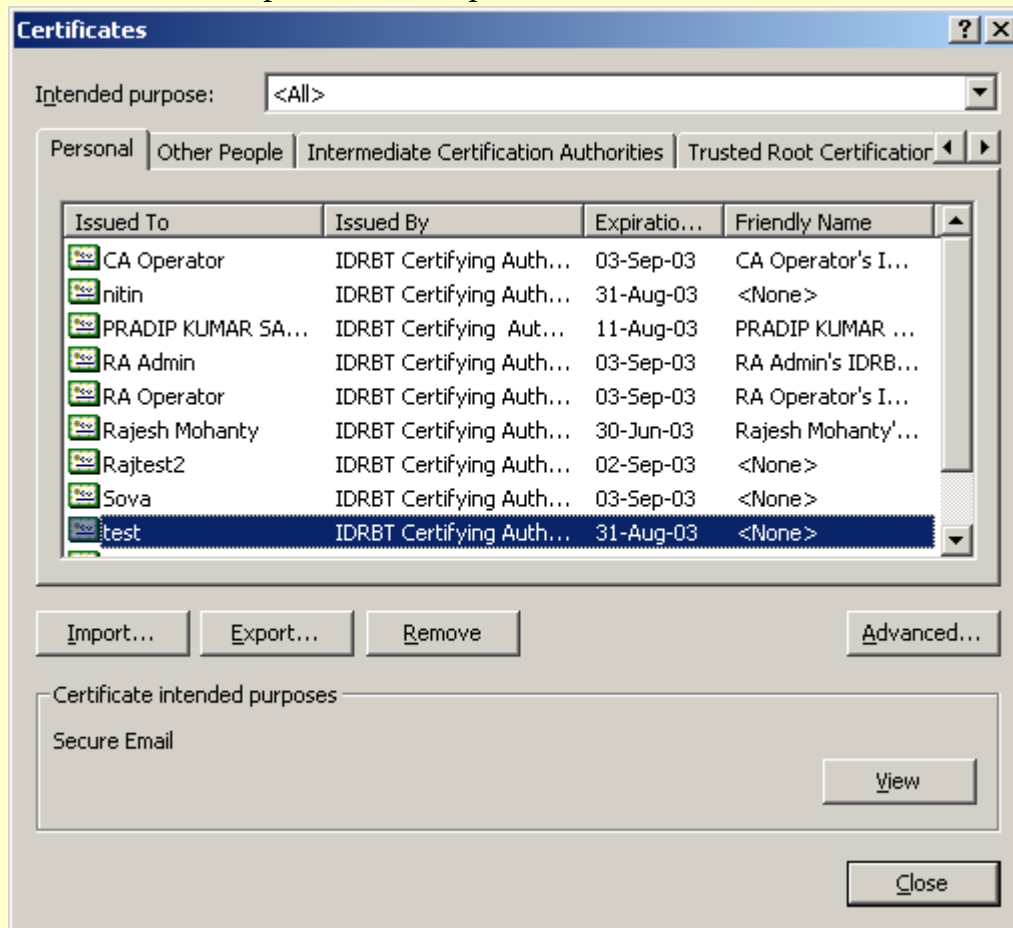 Certificates
Intended purpose: <All>
Personal Other People Intermediate Certification Authorities Trusted Root Certification
Issued To Issued By Expiratio... Friendly Name
CA Operator IDRBT Certifying Auth... 03-Sep-03 CA Operator's I...
nitin IDRBT Certifying Auth... 31-Aug-03 <None>
PRADIP KUMAR SA... IDRBT Certifying Aut... 11-Aug-03 PRADIP KUMAR ...
RA Admin IDRBT Certifying Auth... 03-Sep-03 RA Admin's IDRB...
RA Operator IDRBT Certifying Auth... 03-Sep-03 RA Operator's I...
Rajesh Mohanty IDRBT Certifying Auth... 30-Jun-03 Rajesh Mohanty'...
Rajtest2 IDRBT Certifying Auth... 02-Sep-03 <None>
Sova IDRBT Certifying Auth... 03-Sep-03 <None>
test IDRBT Certifying Auth... 31-Aug-03 <None>
Import... Export... Remove Advanced...
Certificate intended purposes
Secure Email
View
Close